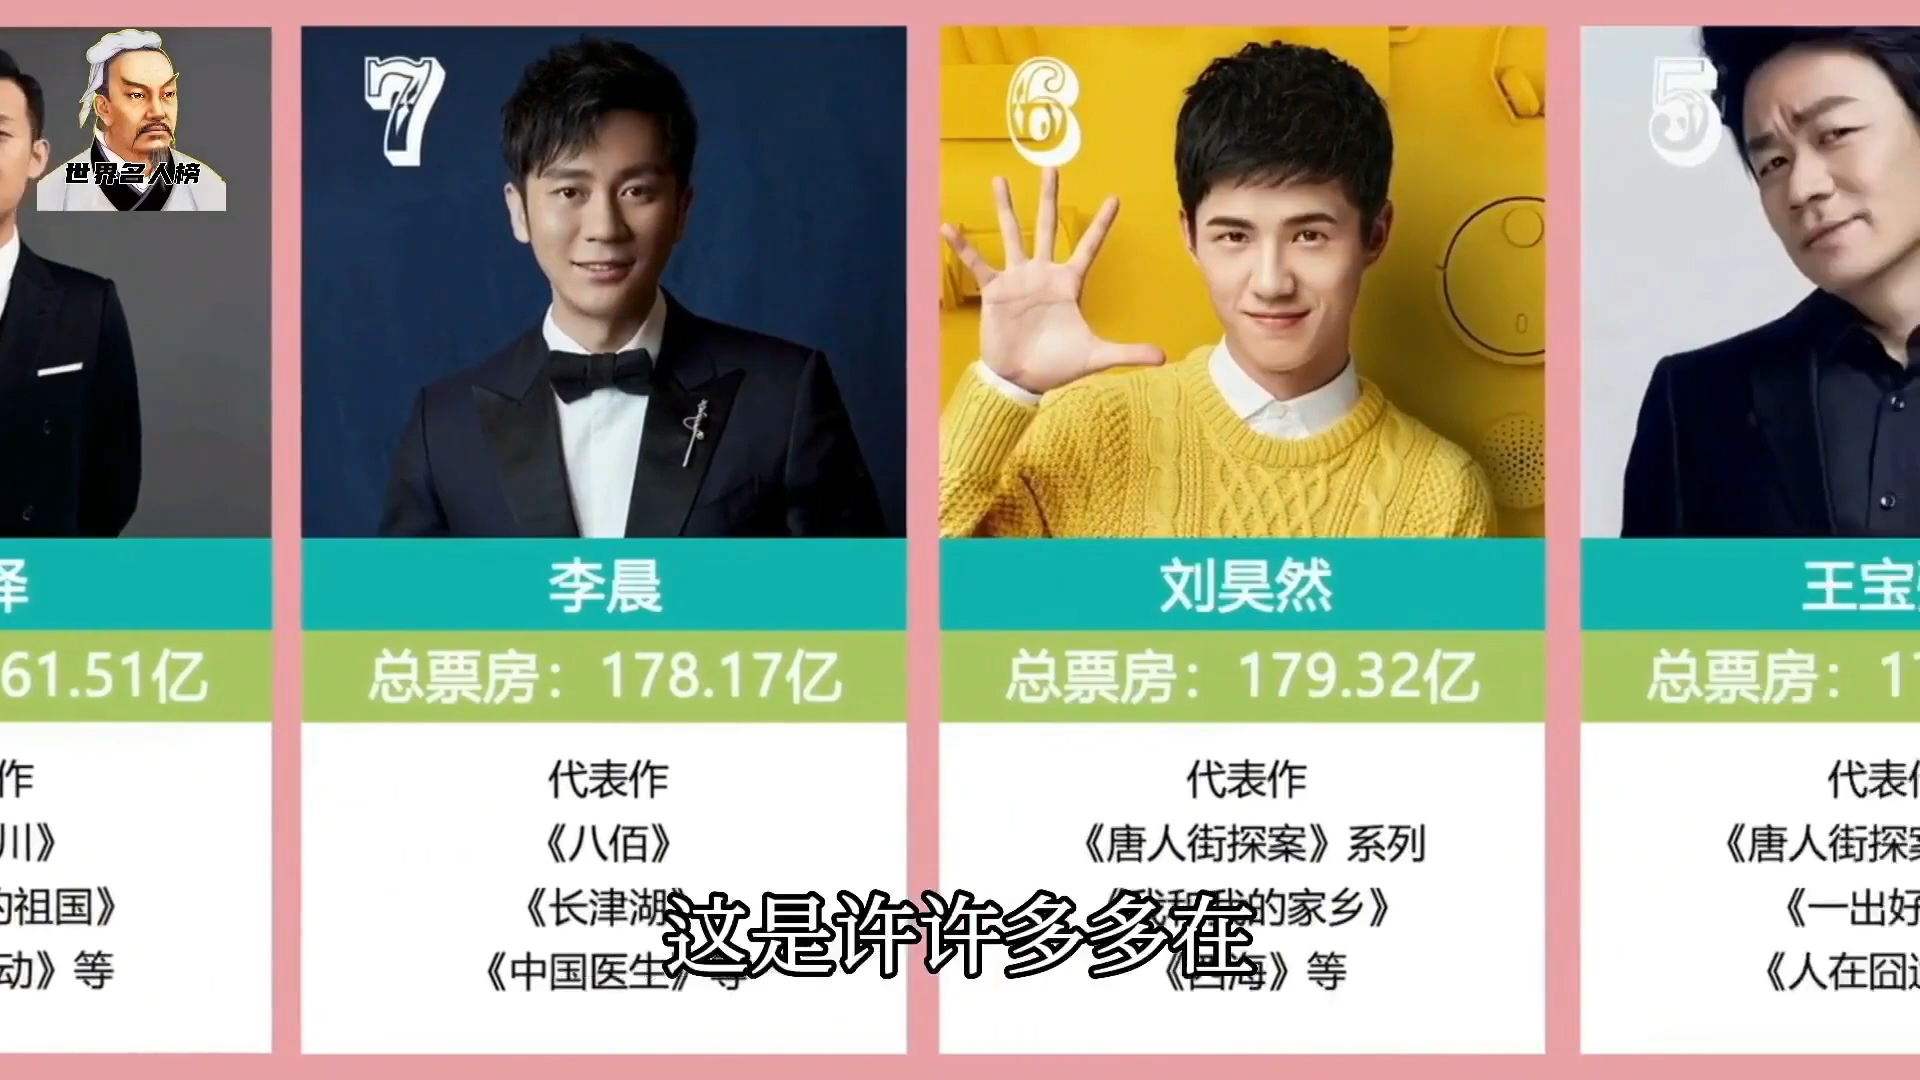 世界名人榜
泽
61.51亿
作
川》
的祖国》
动》等
7
李晨
总票房：178.17亿
代表作
《八佰》
《长津湖》
《中国医生》等
6
刘昊然
总票房：179.32亿
代表作
《唐人街探案》系列
《我和我的家乡》
《四海》等
5
王宝
总票房：17
代表作
《唐人街探案
《一出好
《人在囧途
这是许许多多在